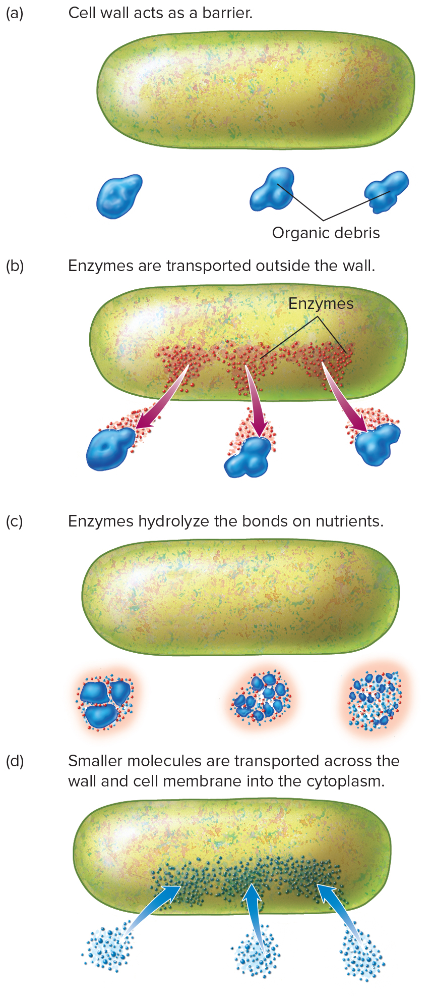 (a) Cell wall acts as a barrier.
Organic debris
(b) Enzymes are transported outside the wall.
Enzymes
(c) Enzymes hydrolyze the bonds on nutrients.
(d) Smaller molecules are transported across the
wall and cell membrane into the cytoplasm.